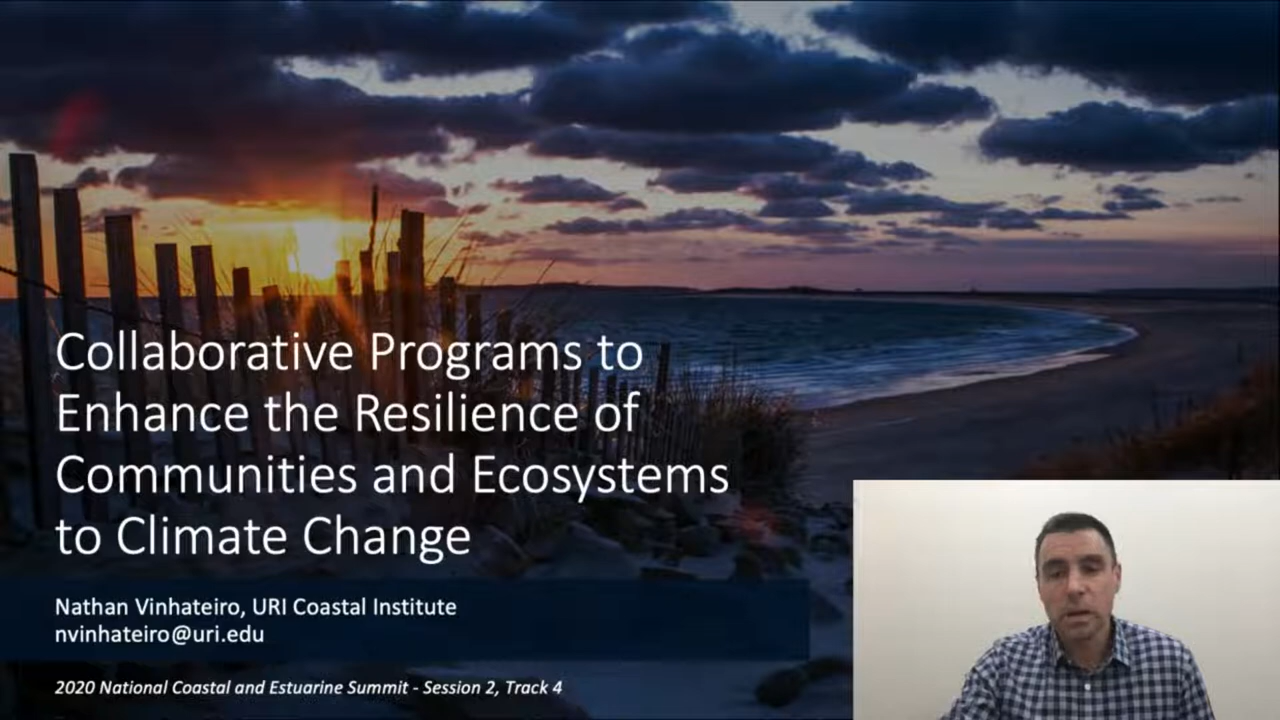 Collaborative Programs to
Enhance the Resilience of
Communities and Ecosystems
to Climate Change
Nathan Vinhateiro, URI Coastal Institute
nvinhateiro@uri.edu
2020 National Coastal and Estuarine Summit - Session 2, Track 4